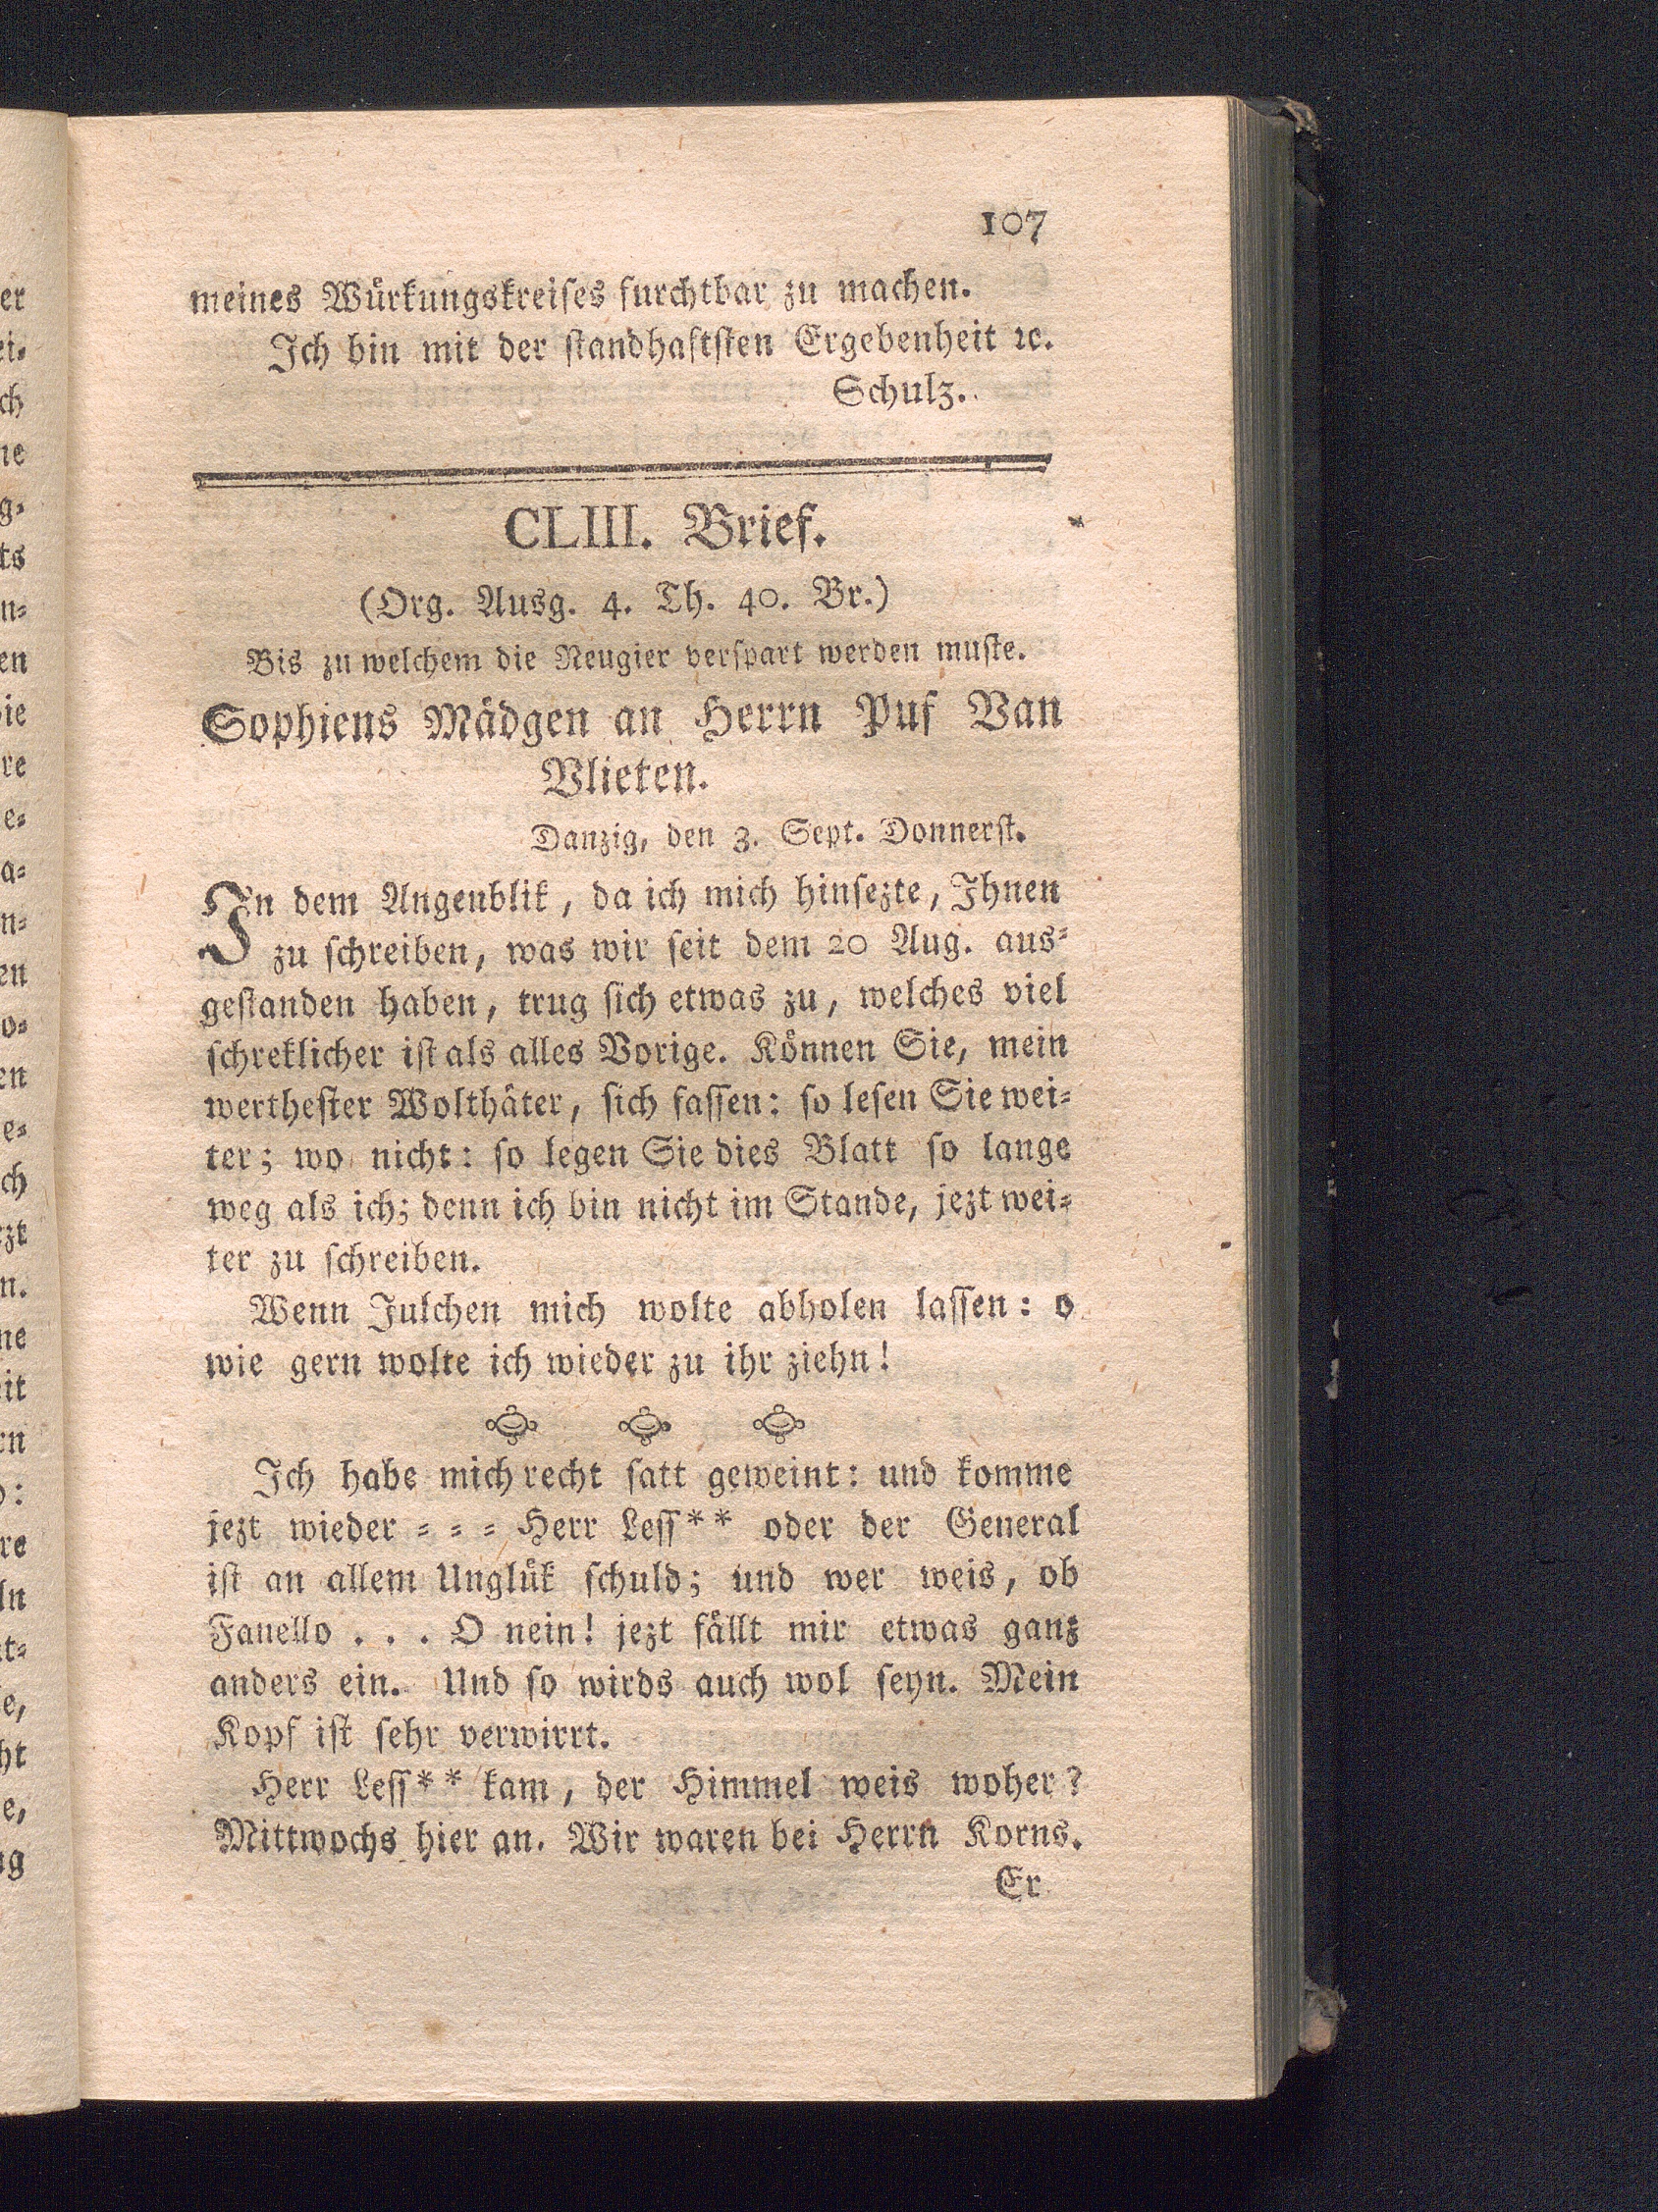 107
meines Würkungskreiſes furchtbar zu machen.
Ich bin mit der ſtandhaftſten Ergebenheit ꝛc.
Schulz.
CLIII. Brief.
(Org. Ausg. 4. Th. 40. Br.)
Bis zu welchem die Neugier verſpart werden muſte.
Sophiens Mädgen an Herrn Puf Van
Vlieten.
Danzig, den 3. Sept. Donnerſt.
In dem Augenblik, da ich mich hinſezte, Ihnen
zu ſchreiben, was wir ſeit dem 20 Aug. aus⸗
geſtanden haben, trug ſich etwas zu, welches viel
ſchreklicher iſt als alles Vorige. Können Sie, mein
wertheſter Wolthäter, ſich faſſen: ſo leſen Sie wei⸗
ter; wo nicht: ſo legen Sie dies Blatt ſo lange
weg als ich; denn ich bin nicht im Stande, jezt wei⸗
ter zu ſchreiben.
Wenn Julchen mich wolte abholen laſſen: o
wie gern wolte ich wieder zu ihr ziehn!
Ich habe mich recht ſatt geweint: und komme
jezt wieder ⸗ ⸗ ⸗ Herr Leſſ** oder der General
iſt an allem Unglük ſchuld; und wer weis, ob
Fanello . . . O nein! jezt fällt mir etwas ganz
anders ein. Und ſo wirds auch wol ſeyn. Mein
Kopf iſt ſehr verwirrt.
Herr Leſſ** kam, der Himmel weis woher?
Mittwochs hier an. Wir waren bei Herrn Korns.
Er